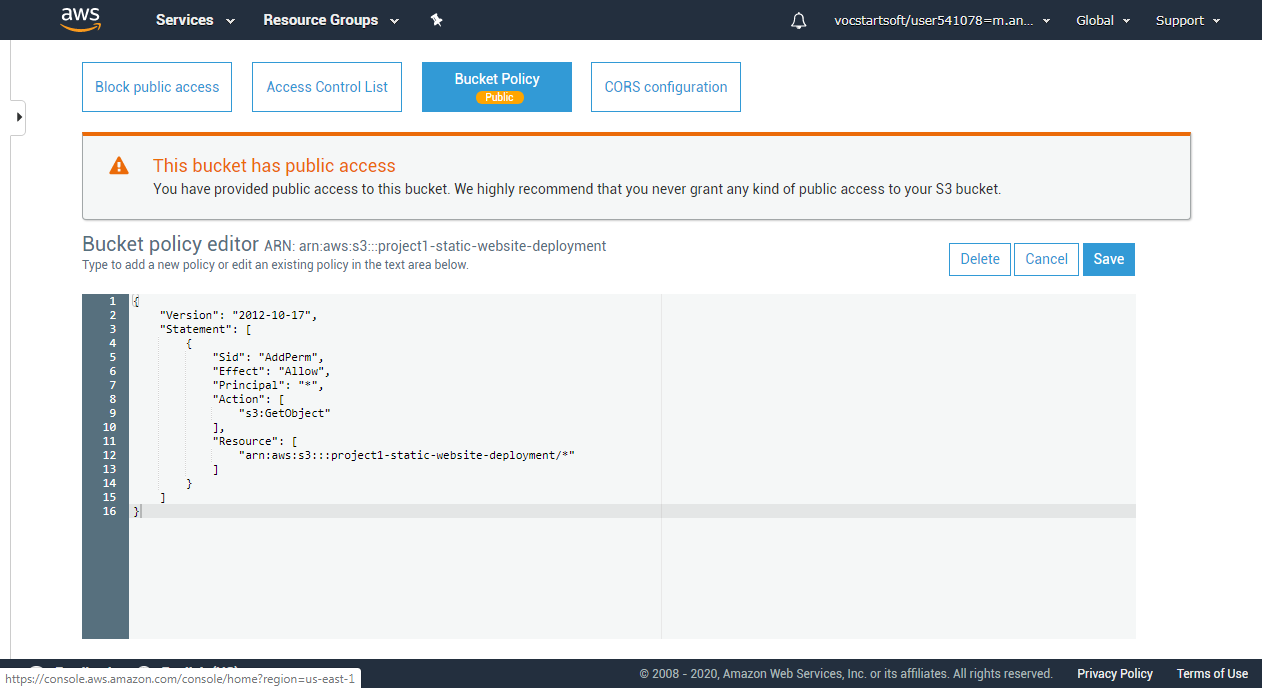 aws Services Resource Groups vocstartsoft/user541078=m.an... Global Support
Block public access
Access Control List
Bucket Policy
Public
CORS configuration
This bucket has public access
You have provided public access to this bucket. We highly recommend that you never grant any kind of public access to your S3 bucket.
Bucket policy editor ARN: arn:aws:s3:::project1-static-website-deployment
Type to add a new policy or edit an existing policy in the text area below.
Delete Cancel Save
1 {
2 "Version": "2012-10-17",
3 "Statement": [
4 {
5 "Sid": "AddPerm",
6 "Effect": "Allow",
7 "Principal": "*",
8 "Action": [
9 "s3:GetObject"
10 ],
11 "Resource": [
12 "arn:aws:s3:::project1-static-website-deployment/*"
13 ]
14 }
15 ]
16 }
© 2008 - 2020, Amazon Web Services, Inc. or its affiliates. All rights reserved. Privacy Policy Terms of Use
https://console.aws.amazon.com/console/home?region=us-east-1